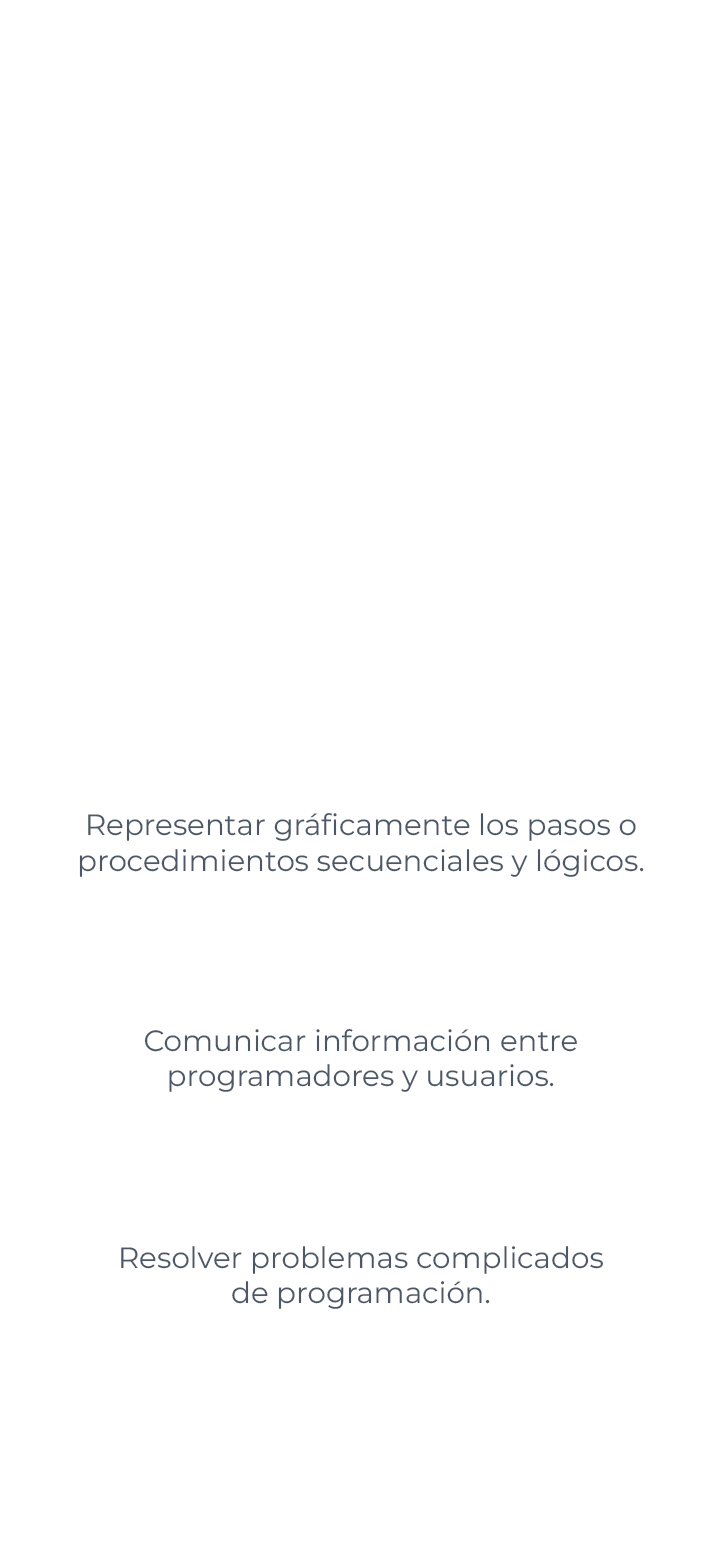 Representar gráficamente los pasos o
procedimientos secuenciales y lógicos.
Comunicar información entre
programadores y usuarios.
Resolver problemas complicados
de programación.